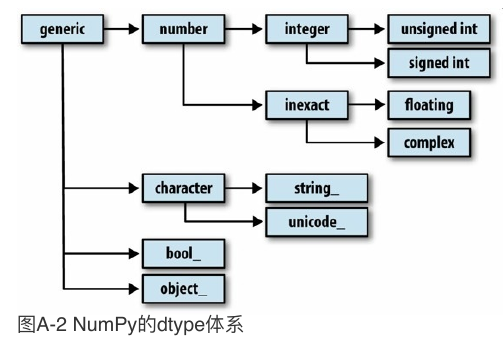 generic number integer unsigned int
signed int
inexact floating
complex
character string_
unicode_
bool_
object_
图A-2 NumPy的dtype体系